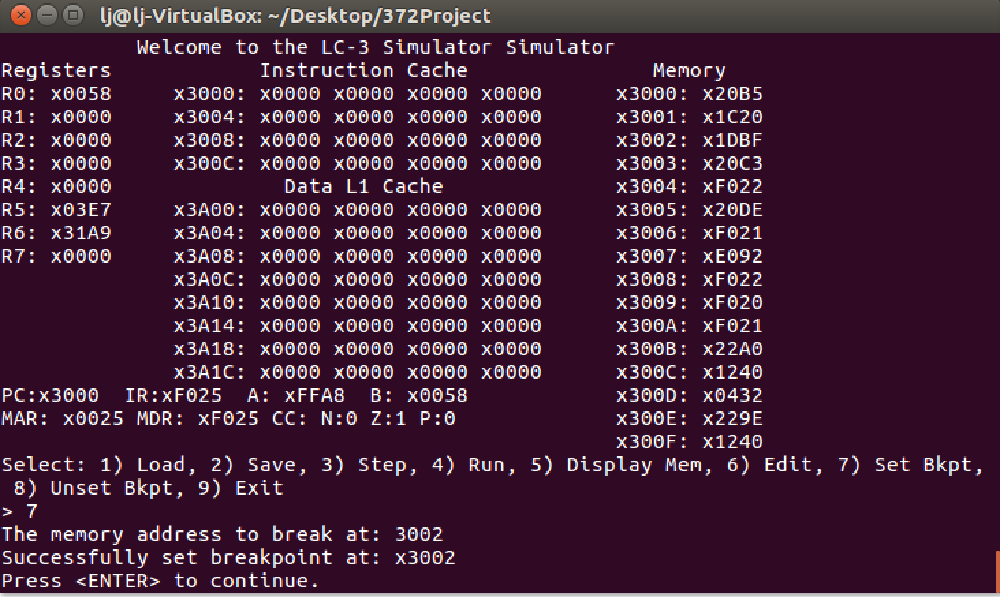 lj@lj-VirtualBox: ~/Desktop/372Project
Welcome to the LC-3 Simulator Simulator
Registers Instruction Cache Memory
R0: x0058 x3000: x0000 x0000 x0000 x0000 x3000: x20B5
R1: x0000 x3004: x0000 x0000 x0000 x0000 x3001: x1C20
R2: x0000 x3008: x0000 x0000 x0000 x0000 x3002: x1DBF
R3: x0000 x300C: x0000 x0000 x0000 x0000 x3003: x20C3
R4: x0000 Data L1 Cache x3004: xF022
R5: x03E7 x3A00: x0000 x0000 x0000 x0000 x3005: x20DE
R6: x31A9 x3A04: x0000 x0000 x0000 x0000 x3006: xF021
R7: x0000 x3A08: x0000 x0000 x0000 x0000 x3007: xE092
x3A0C: x0000 x0000 x0000 x0000 x3008: xF022
x3A10: x0000 x0000 x0000 x0000 x3009: xF020
x3A14: x0000 x0000 x0000 x0000 x300A: xF021
x3A18: x0000 x0000 x0000 x0000 x300B: x22A0
x3A1C: x0000 x0000 x0000 x0000 x300C: x1240
PC:x3000 IR:xF025 A: xFFA8 B: x0058 x300D: x0432
MAR: x0025 MDR: xF025 CC: N:0 Z:1 P:0 x300E: x229E
x300F: x1240
Select: 1) Load, 2) Save, 3) Step, 4) Run, 5) Display Mem, 6) Edit, 7) Set Bkpt,
8) Unset Bkpt, 9) Exit
> 7
The memory address to break at: 3002
Successfully set breakpoint at: x3002
Press <ENTER> to continue.